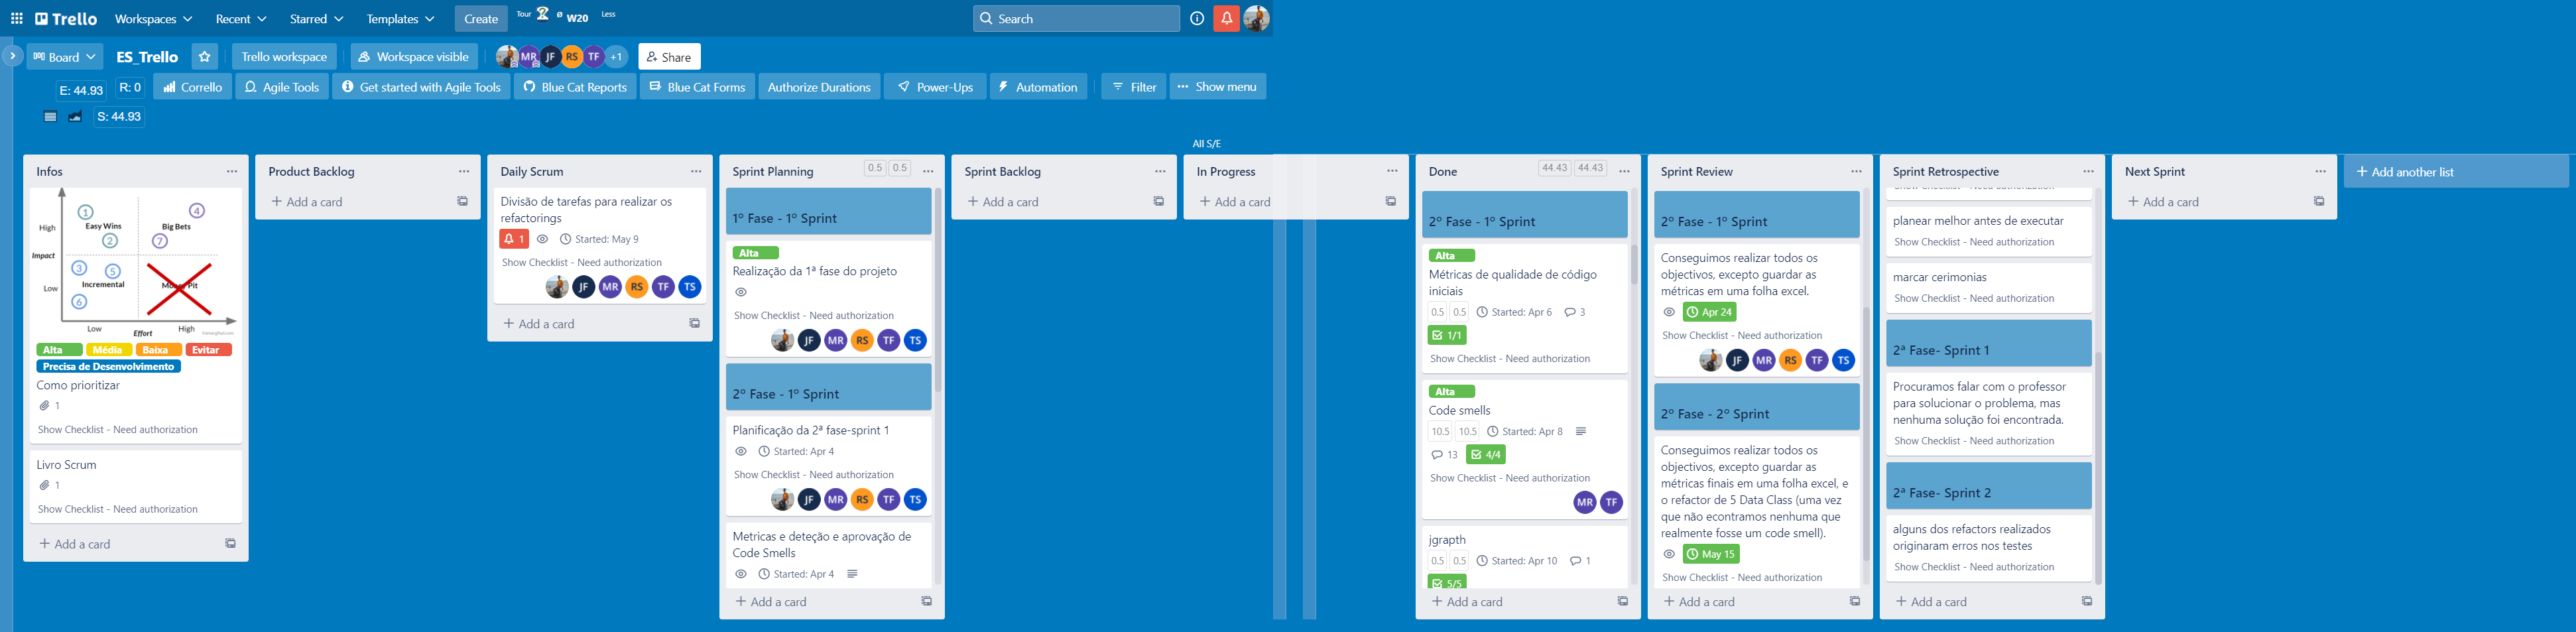 Trello
Workspaces
Recent
Starred
Templates
Create
Tour
W20
Less
Search
Board
ES_Trello
Trello workspace
Workspace visible
MR JF RS TF +1
Share
E: 44.93
R: 0
Corrello
Agile Tools
Get started with Agile Tools
Blue Cat Reports
Blue Cat Forms
Authorize Durations
Power-Ups
Automation
Filter
Show menu
S: 44.93
All S/E
Infos
High
Impact
Low
1
Easy Wins
2
4
Big Bets
7
3
5
Incremental
6
Low
Effort
High
Alta Média Baixa Evitar
Precisa de Desenvolvimento
Como prioritizar
1
Show Checklist - Need authorization
Livro Scrum
1
Show Checklist - Need authorization
+ Add a card
Product Backlog
+ Add a card
Daily Scrum
Divisão de tarefas para realizar os
refactorings
1 Started: May 9
Show Checklist - Need authorization
JF MR RS TF TS
+ Add a card
Sprint Planning 0.5 0.5
1º Fase - 1º Sprint
Alta
Realização da 1ª fase do projeto
Show Checklist - Need authorization
JF MR RS TF TS
2º Fase - 1º Sprint
Planificação da 2ª fase-sprint 1
Started: Apr 4
Show Checklist - Need authorization
JF MR RS TF TS
Metricas e deteção e aprovação de
Code Smells
Started: Apr 4
+ Add a card
Sprint Backlog
+ Add a card
In Progress
+ Add a card
Done 44.43 44.43
2º Fase - 1º Sprint
Alta
Métricas de qualidade de código
iniciais
0.5 0.5 Started: Apr 6 3
1/1
Show Checklist - Need authorization
Alta
Code smells
10.5 10.5 Started: Apr 8
13 4/4
Show Checklist - Need authorization
MR TF
jgrapth
0.5 0.5 Started: Apr 10 1
5/5
+ Add a card
Sprint Review
2º Fase - 1º Sprint
Conseguimos realizar todos os
objectivos, excepto guardar as
métricas em uma folha excel.
Apr 24
Show Checklist - Need authorization
JF MR RS TF TS
2º Fase - 2º Sprint
Conseguimos realizar todos os
objectivos, excepto guardar as
métricas finais em uma folha excel, e
o refactor de 5 Data Class (uma vez
que não econtramos nenhuma que
realmente fosse um code smell).
May 15
Show Checklist - Need authorization
+ Add a card
Sprint Retrospective
Show Checklist - Need authorization
planear melhor antes de executar
Show Checklist - Need authorization
marcar cerimonias
Show Checklist - Need authorization
2ª Fase- Sprint 1
Procuramos falar com o professor
para solucionar o problema, mas
nenhuma solução foi encontrada.
Show Checklist - Need authorization
2ª Fase- Sprint 2
alguns dos refactors realizados
originaram erros nos testes
Show Checklist - Need authorization
+ Add a card
Next Sprint
+ Add a card
+ Add another list